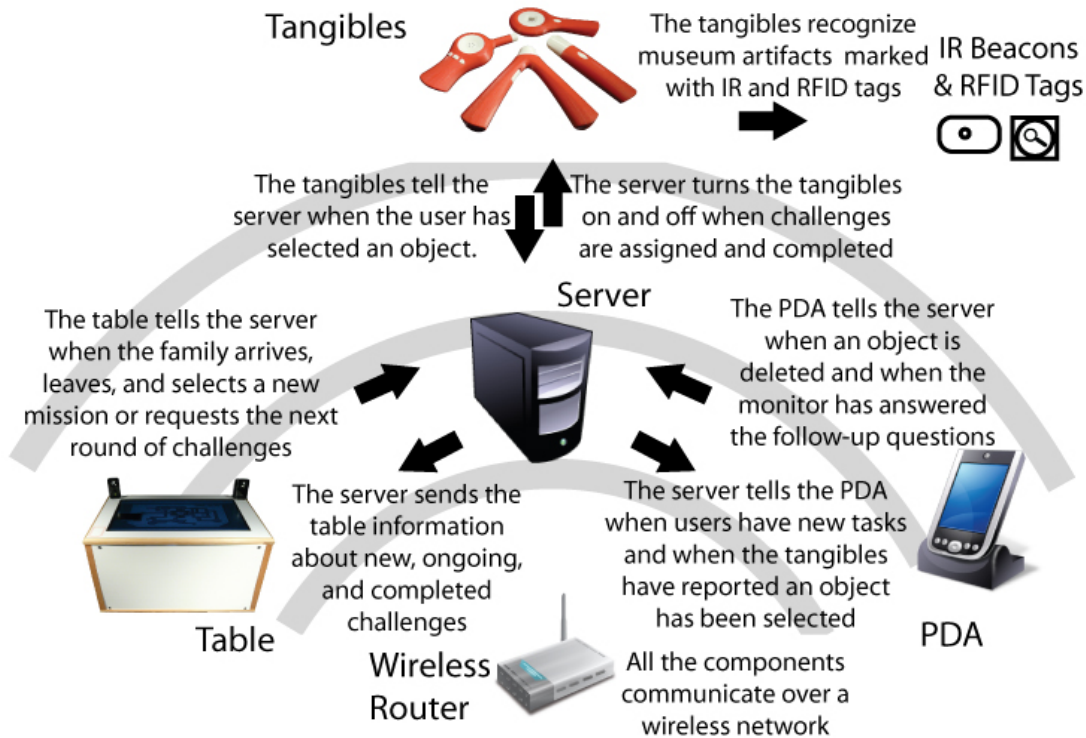 Tangibles
The tangibles recognize
museum artifacts marked
with IR and RFID tags
IR Beacons
& RFID Tags
The tangibles tell the
server when the user has
selected an object.
The server turns the tangibles
on and off when challenges
are assigned and completed
Server
The table tells the server
when the family arrives,
leaves, and selects a new
mission or requests the next
round of challenges
The PDA tells the server
when an object is
deleted and when the
monitor has answered
the follow-up questions
The server sends the
table information
about new, ongoing,
and completed
challenges
The server tells the PDA
when users have new tasks
and when the tangibles
have reported an object
has been selected
Table
PDA
Wireless
Router
All the components
communicate over a
wireless network